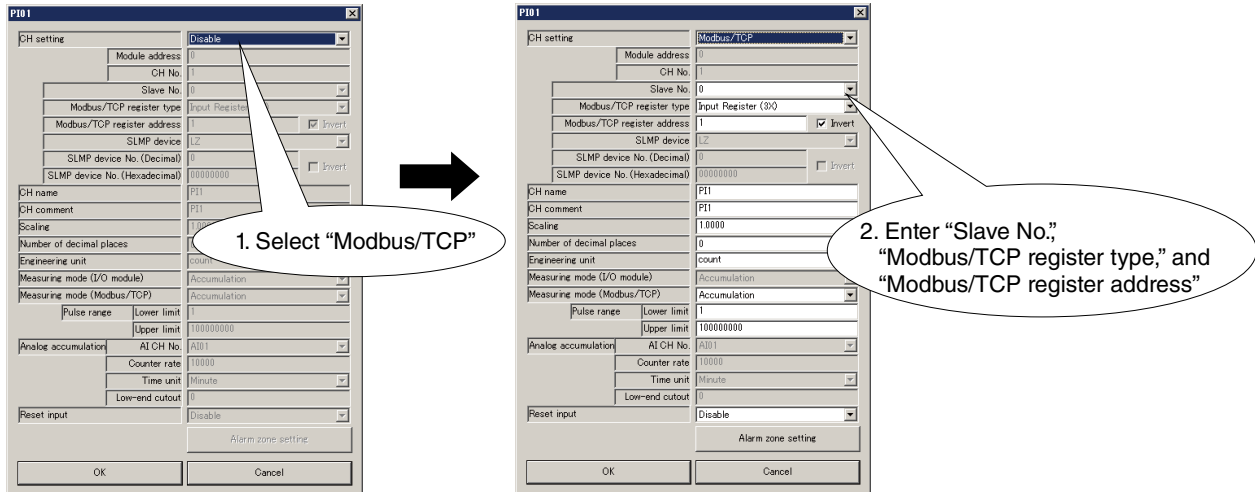 PI01
CH setting Disable
Module address 0
CH No. 1
Slave No. 0
Modbus/TCP register type Input Register
Modbus/TCP register address 1 Invert
SLMP device LZ
SLMP device No. (Decimal) 0
Invert
SLMP device No. (Hexadecimal) 00000000
CH name PI1
CH comment PI1
Scaling 1.0000
Number of decimal places
Engineering unit count
Measuring mode (I/O module) Accumulation
Measuring mode (Modbus/TCP) Accumulation
Pulse range Lower limit 1
Upper limit 100000000
Analog accumulation AI CH No. AI01
Counter rate 10000
Time unit Minute
Low-end cutout 0
Reset input Disable
Alarm zone setting
OK Cancel
1. Select “Modbus/TCP”
PI01
CH setting Modbus/TCP
Module address 0
CH No. 1
Slave No. 0
Modbus/TCP register type Input Register (3X)
Modbus/TCP register address 1 Invert
SLMP device LZ
SLMP device No. (Decimal) 0
Invert
SLMP device No. (Hexadecimal) 00000000
CH name PI1
CH comment PI1
Scaling 1.0000
Number of decimal places 0
Engineering unit count
Measuring mode (I/O module) Accumulation
Measuring mode (Modbus/TCP) Accumulation
Pulse range Lower limit 1
Upper limit 100000000
Analog accumulation AI CH No. AI01
Counter rate 10000
Time unit Minute
Low-end cutout 0
Reset input Disable
Alarm zone setting
OK Cancel
2. Enter “Slave No.”,
“Modbus/TCP register type,” and
“Modbus/TCP register address”